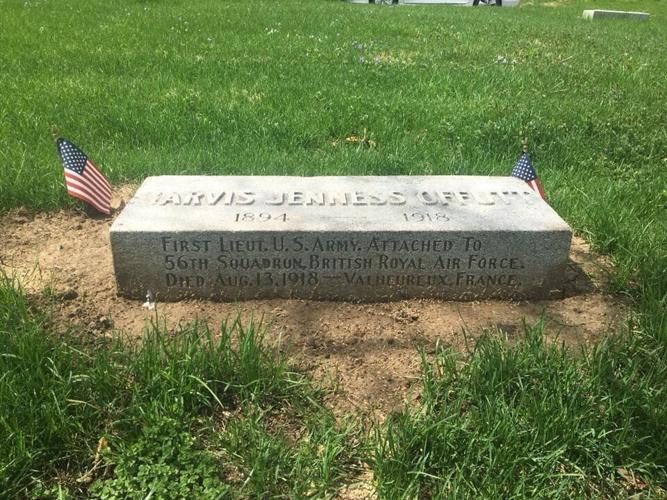 JARVIS JENNESS OFFUTT
1894 — 1918
FIRST LIEUT. U.S. ARMY, ATTACHED TO
56TH SQUADRON, BRITISH ROYAL AIR FORCE.
DIED AUG. 13, 1918 — VALHEUREUX, FRANCE.